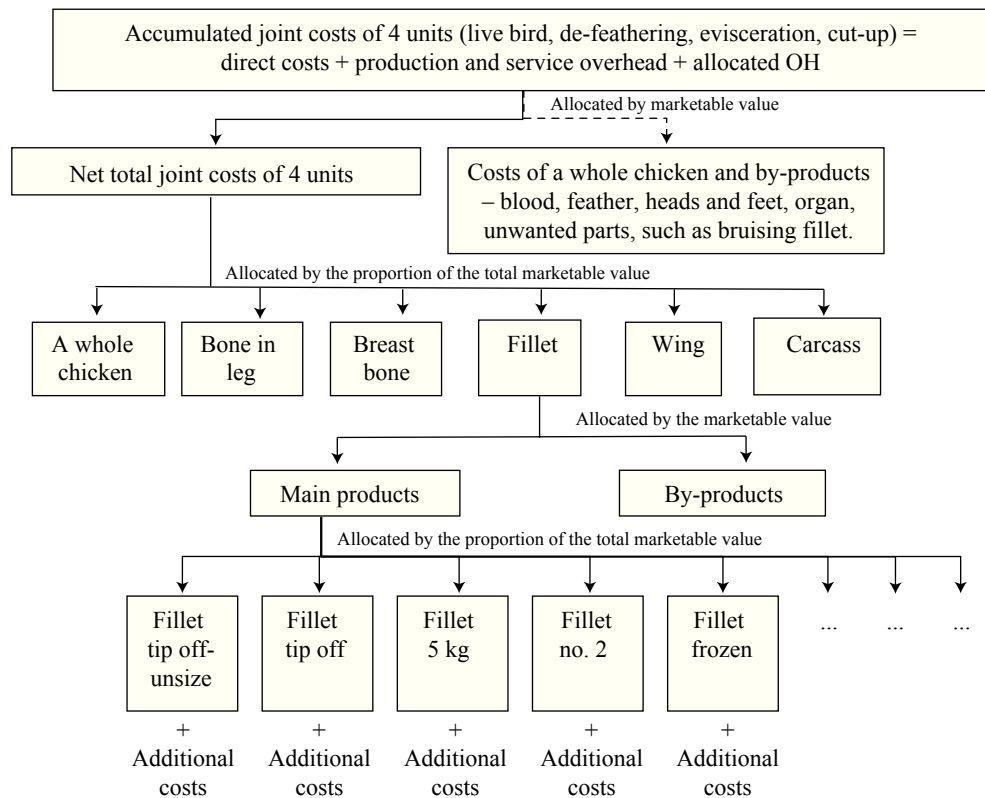 Accumulated joint costs of 4 units (live bird, de-feathering, evisceration, cut-up) =
direct costs + production and service overhead + allocated OH
Allocated by marketable value
Net total joint costs of 4 units
Costs of a whole chicken and by-products
– blood, feather, heads and feet, organ,
unwanted parts, such as bruising fillet.
Allocated by the proportion of the total marketable value
A whole
chicken
Bone in
leg
Breast
bone
Fillet
Wing
Carcass
Allocated by the marketable value
Main products
By-products
Allocated by the proportion of the total marketable value
Fillet
tip off-
unsize
Fillet
tip off
Fillet
5 kg
Fillet
no. 2
Fillet
frozen
...
...
...
+
Additional
costs
+
Additional
costs
+
Additional
costs
+
Additional
costs
+
Additional
costs